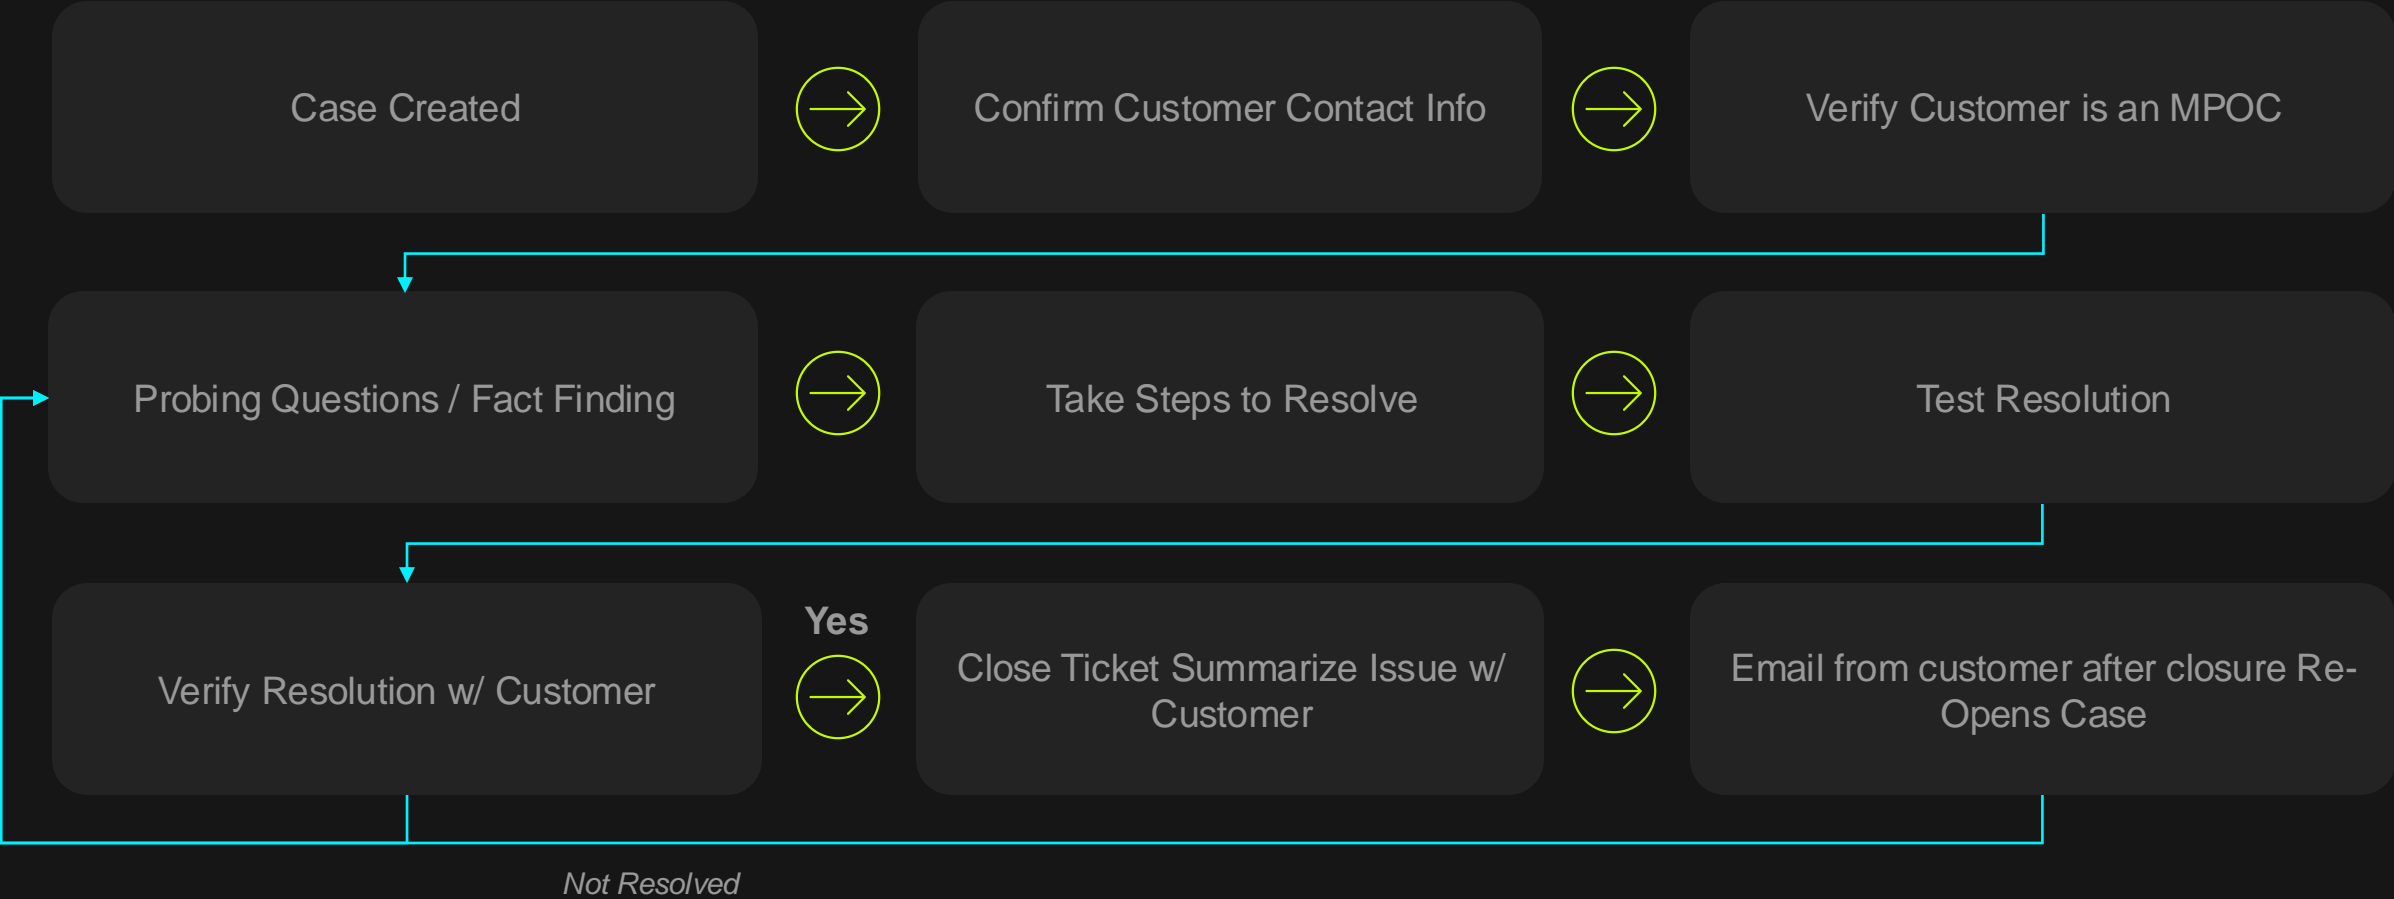 Case Created
Confirm Customer Contact Info
Verify Customer is an MPOC
Probing Questions / Fact Finding
Take Steps to Resolve
Test Resolution
Verify Resolution w/ Customer
Yes
Close Ticket Summarize Issue w/
Customer
Email from customer after closure Re-
Opens Case
Not Resolved